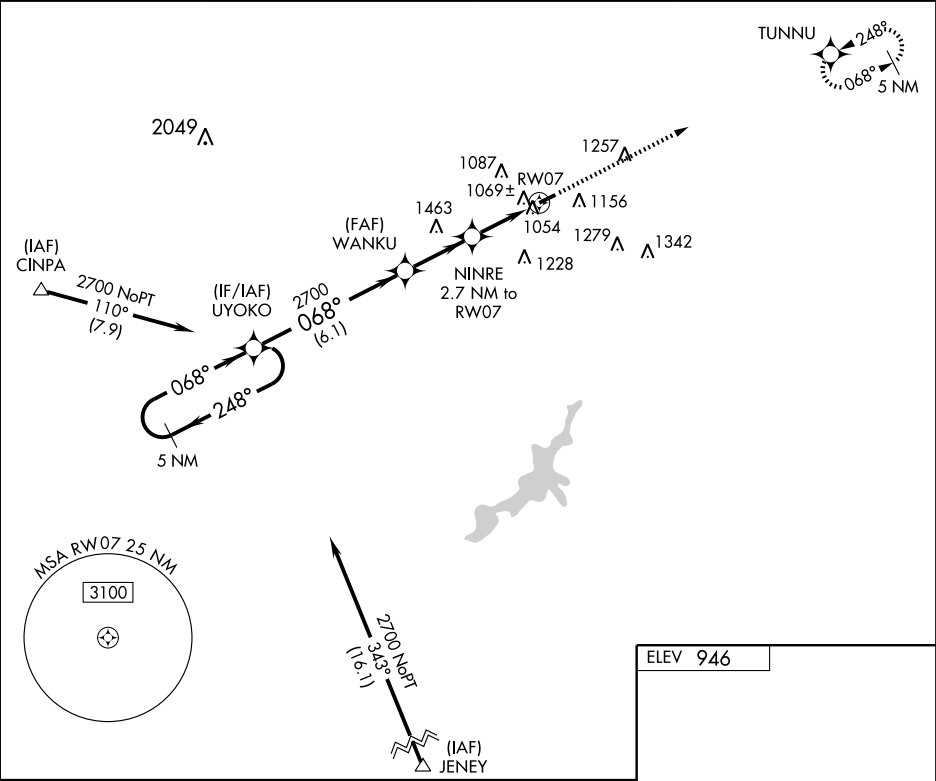 TUNNU
248°
068°
5 NM
2049
1257
1087
RW07
1069±
1156
1463
1054
(FAF)
WANKU
1279
1342
1228
(IAF)
CINPA
NINRE
2.7 NM to
RW07
2700 NoPT
110°
(7.9)
(IF/IAF)
UYOKO
2700
068°
(6.1)
068°
248°
5 NM
MSA RW07 25 NM
3100
2700 NoPT
343°
(16.1)
ELEV 946
(IAF)
JENEY